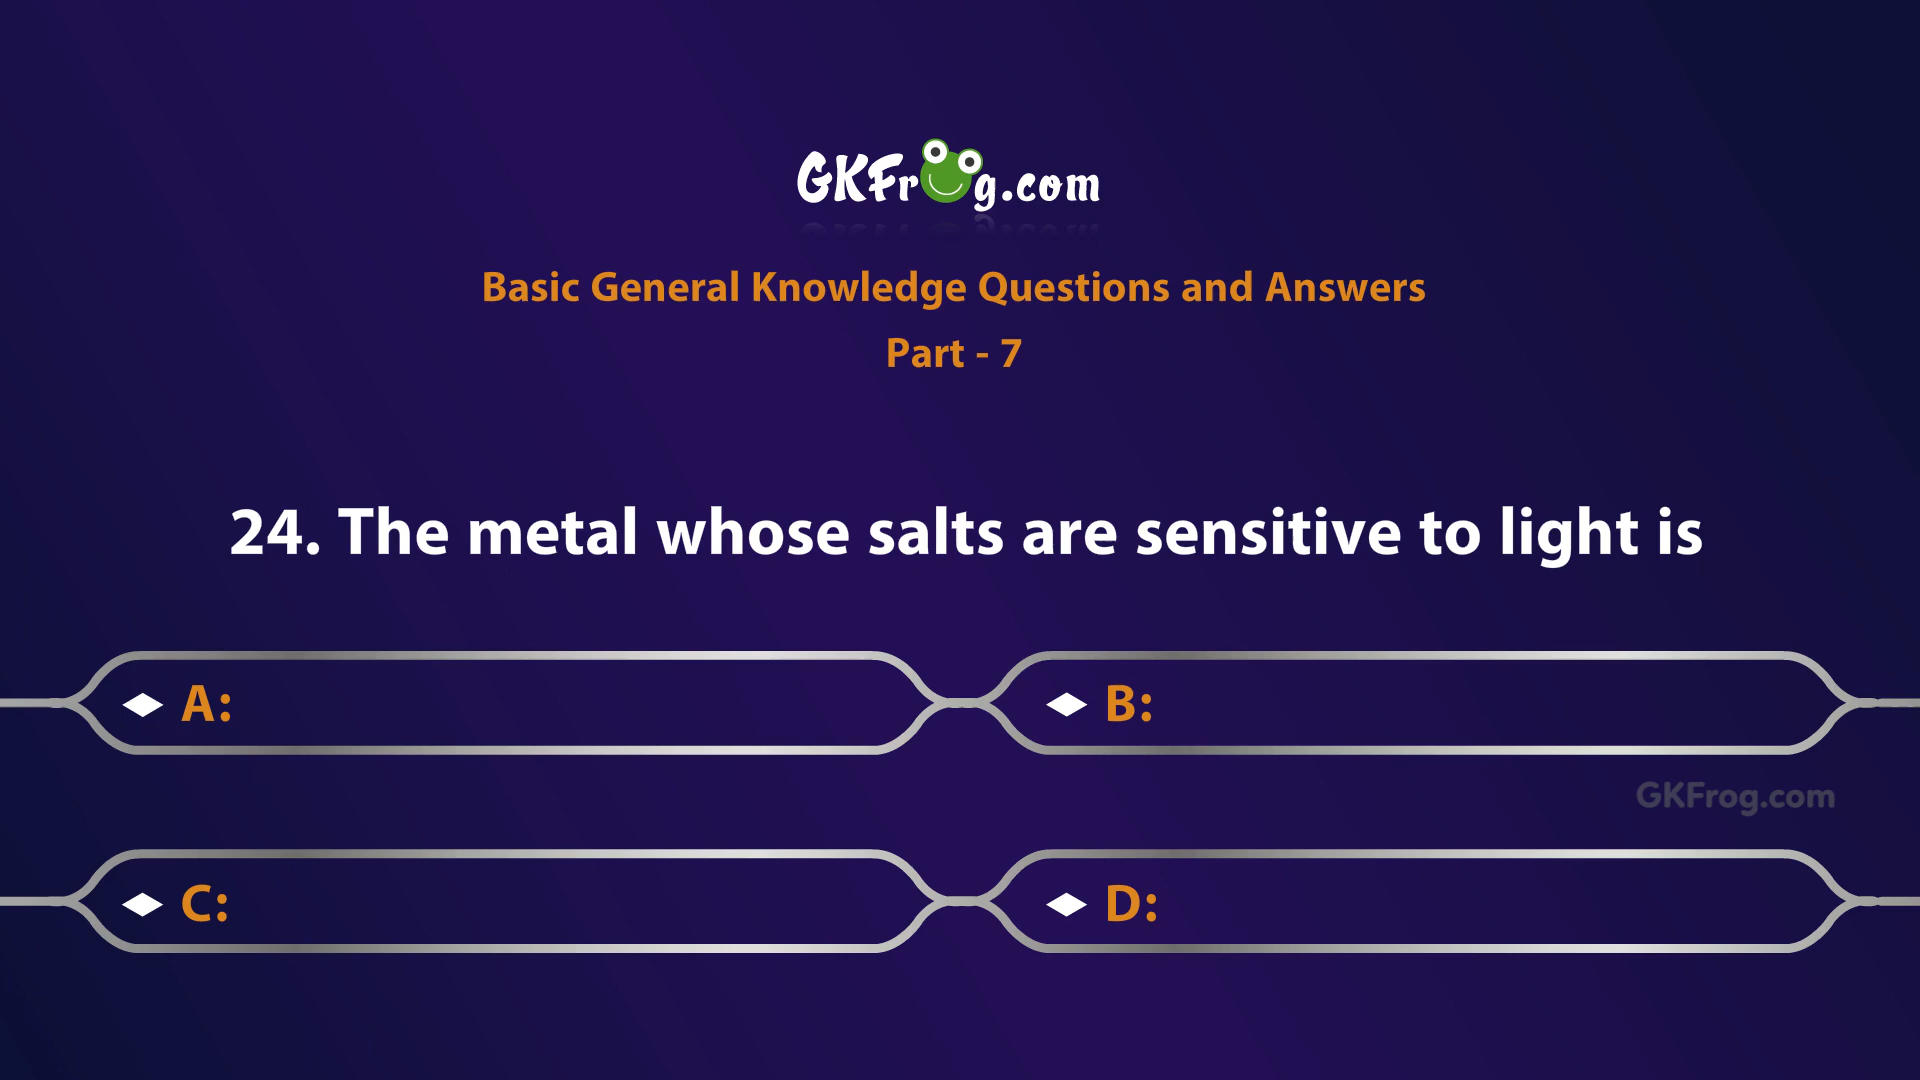 GKFrog.com
Basic General Knowledge Questions and Answers
Part - 7
24. The metal whose salts are sensitive to light is
A:
B:
GKFrog.com
C:
D: